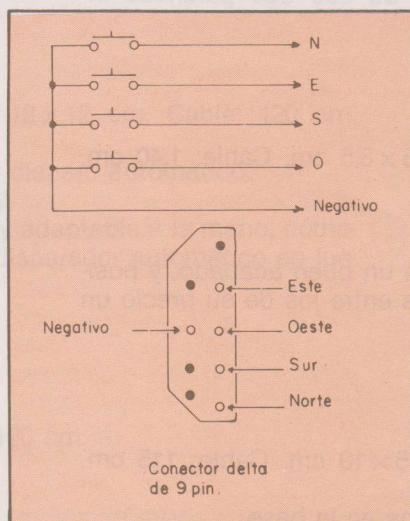 N
E
S
O
Negativo
Este
Negativo
Oeste
Sur
Norte
Conector delta
de 9 pin.